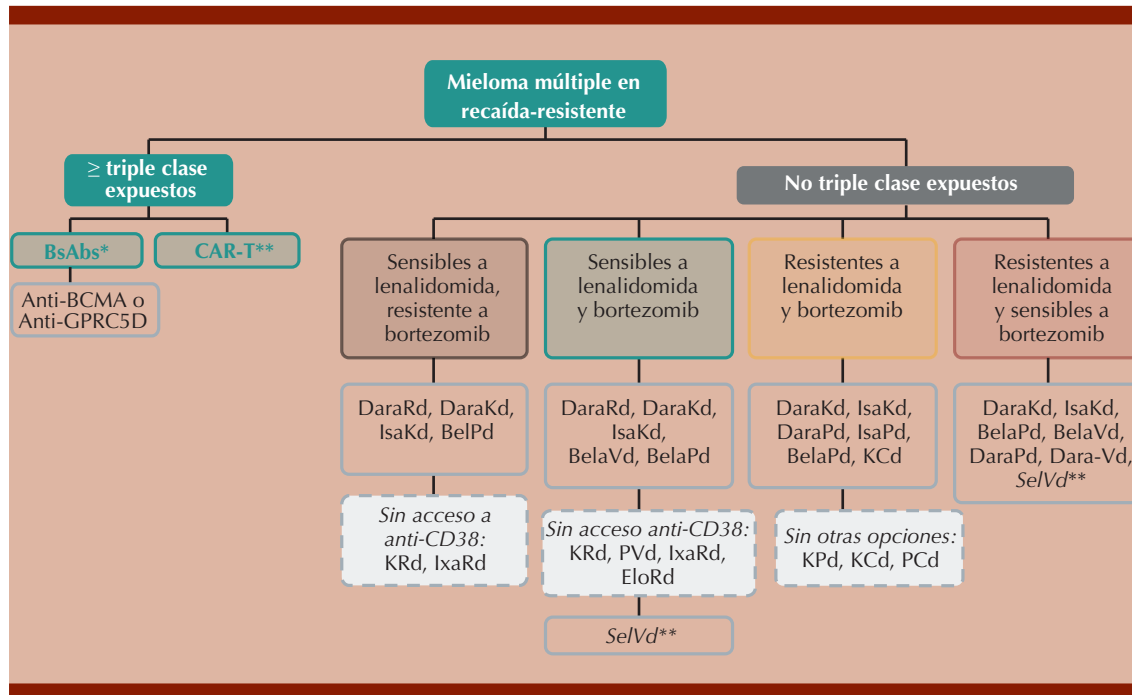 Mieloma múltiple en
recaída-resistente
≥ triple clase
expuestos
No triple clase expuestos
BsAbs*
CAR-T**
Anti-BCMA o
Anti-GPRC5D
Sensibles a
lenalidomida,
resistente a
bortezomib
Sensibles a
lenalidomida
y bortezomib
Resistentes a
lenalidomida
y bortezomib
Resistentes a
lenalidomida
y sensibles a
bortezomib
DaraRd, DaraKd,
IsaKd, BelPd
DaraRd, DaraKd,
IsaKd,
BelaVd, BelaPd
DaraKd, IsaKd,
DaraPd, IsaPd,
BelaPd, KCd
DaraKd, IsaKd,
BelaPd, BelaVd,
DaraPd, Dara-Vd,
SelVd**
Sin acceso a
anti-CD38:
KRd, IxaRd
Sin acceso anti-CD38:
KRd, PVd, IxaRd,
EloRd
Sin otras opciones:
KPd, KCd, PCd
SelVd**